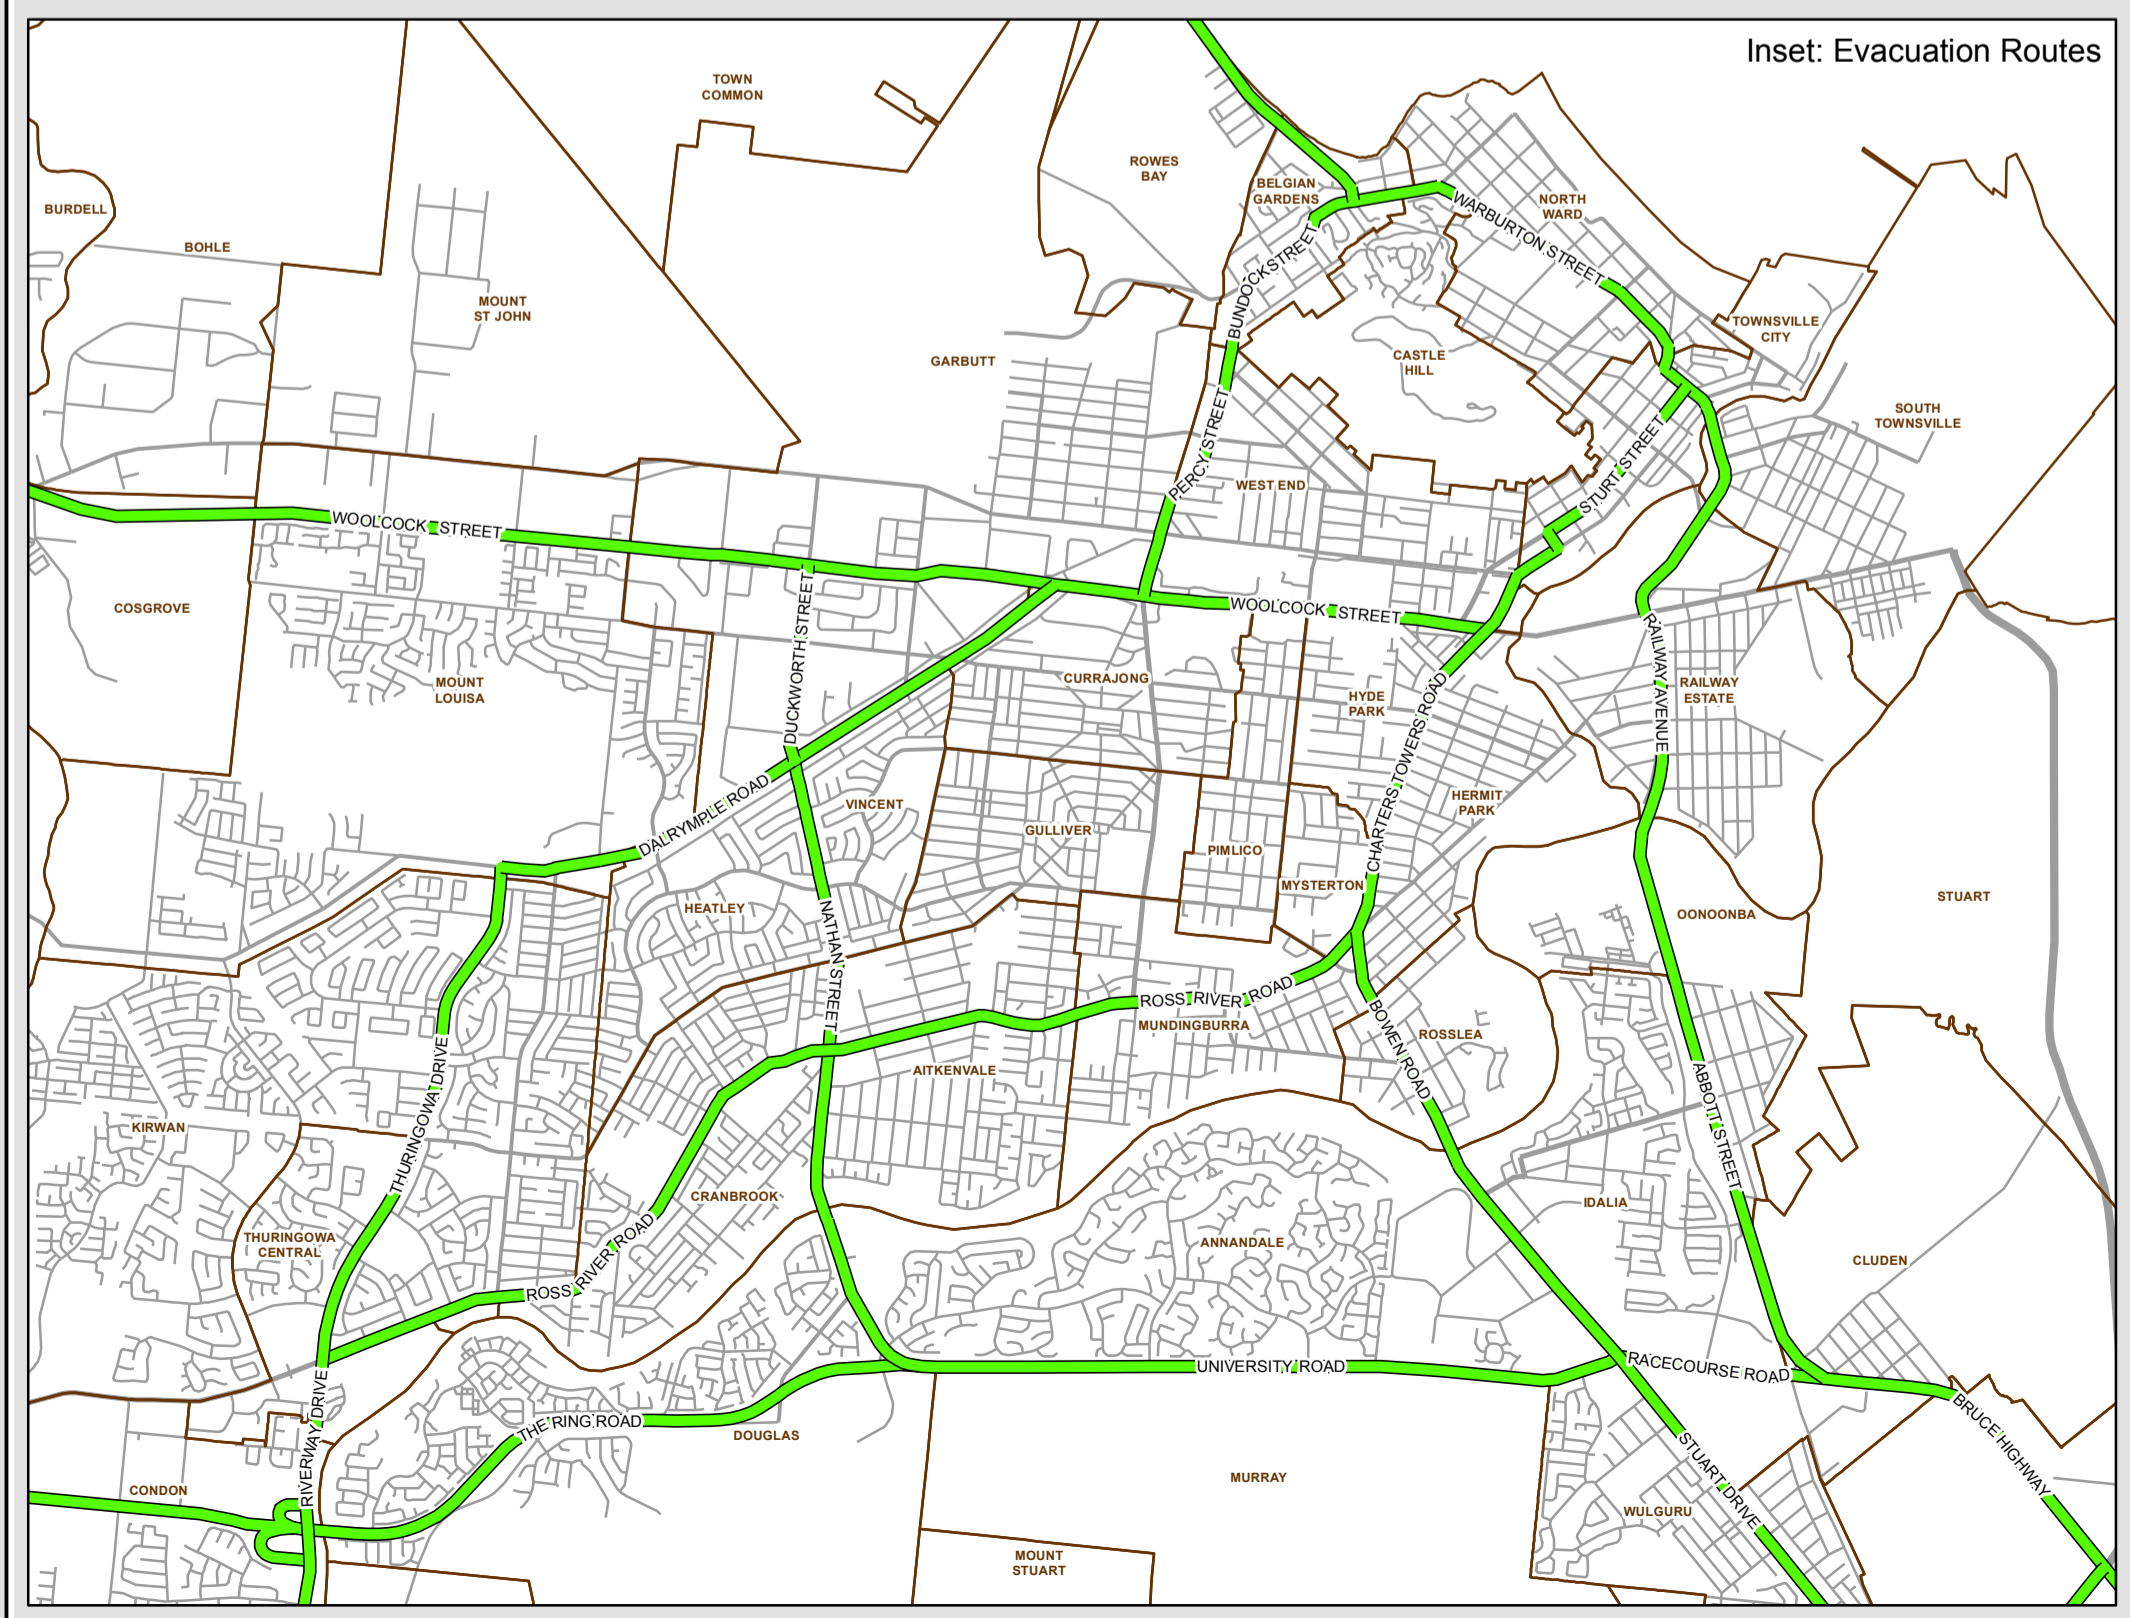 Inset: Evacuation Routes
TOWN
COMMON
ROWES
BAY
BELGIAN
GARDENS
NORTH
WARD
BURDELL
BOHLE
WARBURTON STREET
BUNDOCK STREET
MOUNT
ST JOHN
TOWNSVILLE
CITY
GARBUTT
CASTLE
HILL
SOUTH
TOWNSVILLE
PERCY STREET
STURT STREET
WEST END
WOOLCOCK STREET
COSGROVE
WOOLCOCK STREET
DUCKWORTH STREET
RAILWAY AVENUE
MOUNT
LOUISA
CURRAJONG
HYDE
PARK
RAILWAY
ESTATE
CHARTERS TOWERS ROAD
DALRYMPLE ROAD
VINCENT
HERMIT
PARK
GULLIVER
PIMLICO
MYSTERTON
HEATLEY
NATHAN STREET
OONOONBA
STUART
ROSS RIVER ROAD
MUNDINGBURRA
BOWEN ROAD
ROSSLEA
THURINGOWA DRIVE
AITKENVALE
ABBOTT STREET
KIRWAN
CRANBROOK
IDALIA
THURINGOWA
CENTRAL
ANNANDALE
CLUDEN
ROSS RIVER ROAD
UNIVERSITY ROAD
RACECOURSE ROAD
RIVERWAY DRIVE
THE RING ROAD
DOUGLAS
BRUCE HIGHWAY
STUART DRIVE
MURRAY
CONDON
WULGURU
MOUNT
STUART